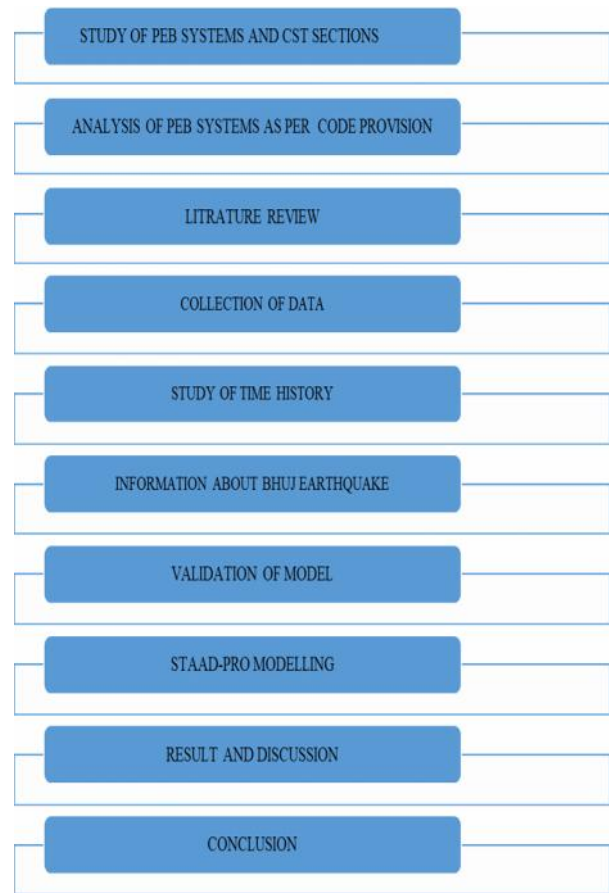 STUDY OF PEB SYSTEMS AND CST SECTIONS
ANALYSIS OF PEB SYSTEMS AS PER CODE PROVISION
LITRATURE REVIEW
COLLECTION OF DATA
STUDY OF TIME HISTORY
INFORMATION ABOUT BHUJ EARTHQUAKE
VALIDATION OF MODEL
STAAD-PRO MODELLING
RESULT AND DISCUSSION
CONCLUSION